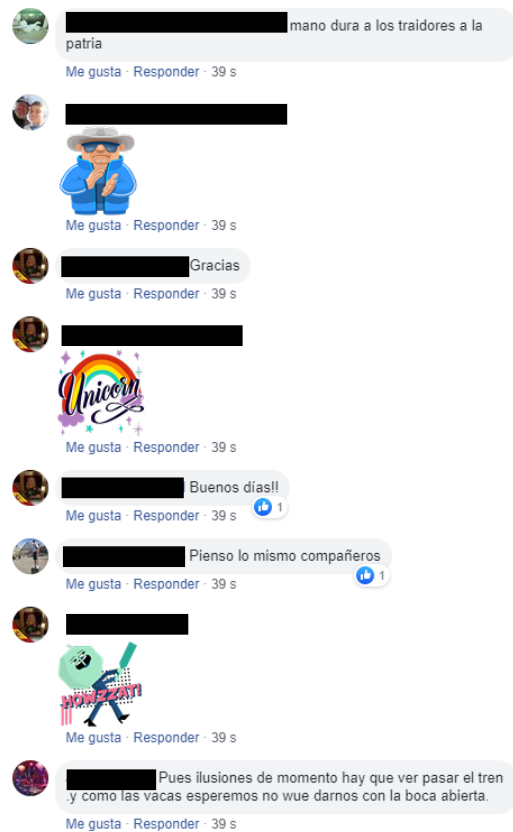 mano dura a los traidores a la
patria
Me gusta · Responder · 39 s
Me gusta · Responder · 39 s
Gracias
Me gusta · Responder · 39 s
Unicorn
Me gusta · Responder · 39 s
Buenos días!!
1
Me gusta · Responder · 39 s
Pienso lo mismo compañeros
1
Me gusta · Responder · 39 s
HOWZZAT!
Me gusta · Responder · 39 s
Pues ilusiones de momento hay que ver pasar el tren
.y como las vacas esperemos no wue darnos con la boca abierta.
Me gusta · Responder · 39 s